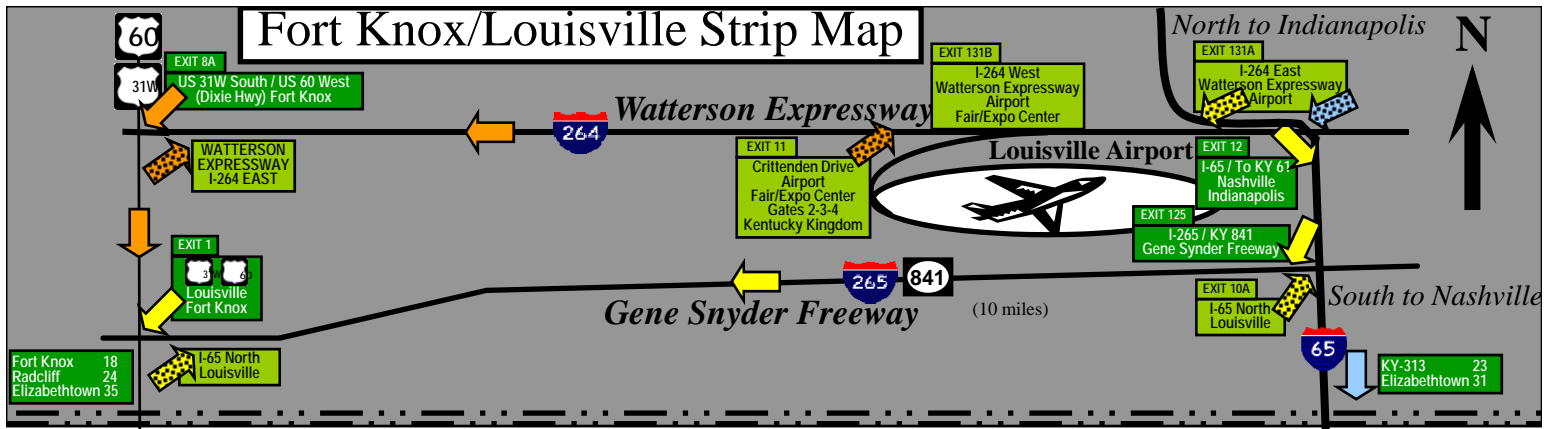 Fort Knox/Louisville Strip Map
60
31W
EXIT 8A
US 31W South / US 60 West
(Dixie Hwy) Fort Knox
WATTERSON
EXPRESSWAY
I-264 EAST
264
Watterson Expressway
EXIT 131B
I-264 West
Watterson Expressway
Airport
Fair/Expo Center
EXIT 11
Crittenden Drive
Airport
Fair/Expo Center
Gates 2-3-4
Kentucky Kingdom
Louisville Airport
North to Indianapolis
EXIT 131A
I-264 East
Watterson Expressway
Airport
N
EXIT 12
I-65 / To KY 61
Nashville
Indianapolis
EXIT 125
I-265 / KY 841
Gene Synder Freeway
EXIT 1
31W
60
Louisville
Fort Knox
265
841
Gene Snyder Freeway
(10 miles)
EXIT 10A
I-65 North
Louisville
South to Nashville
65
Fort Knox 18
Radcliff 24
Elizabethtown 35
I-65 North
Louisville
KY-313 23
Elizabethtown 31